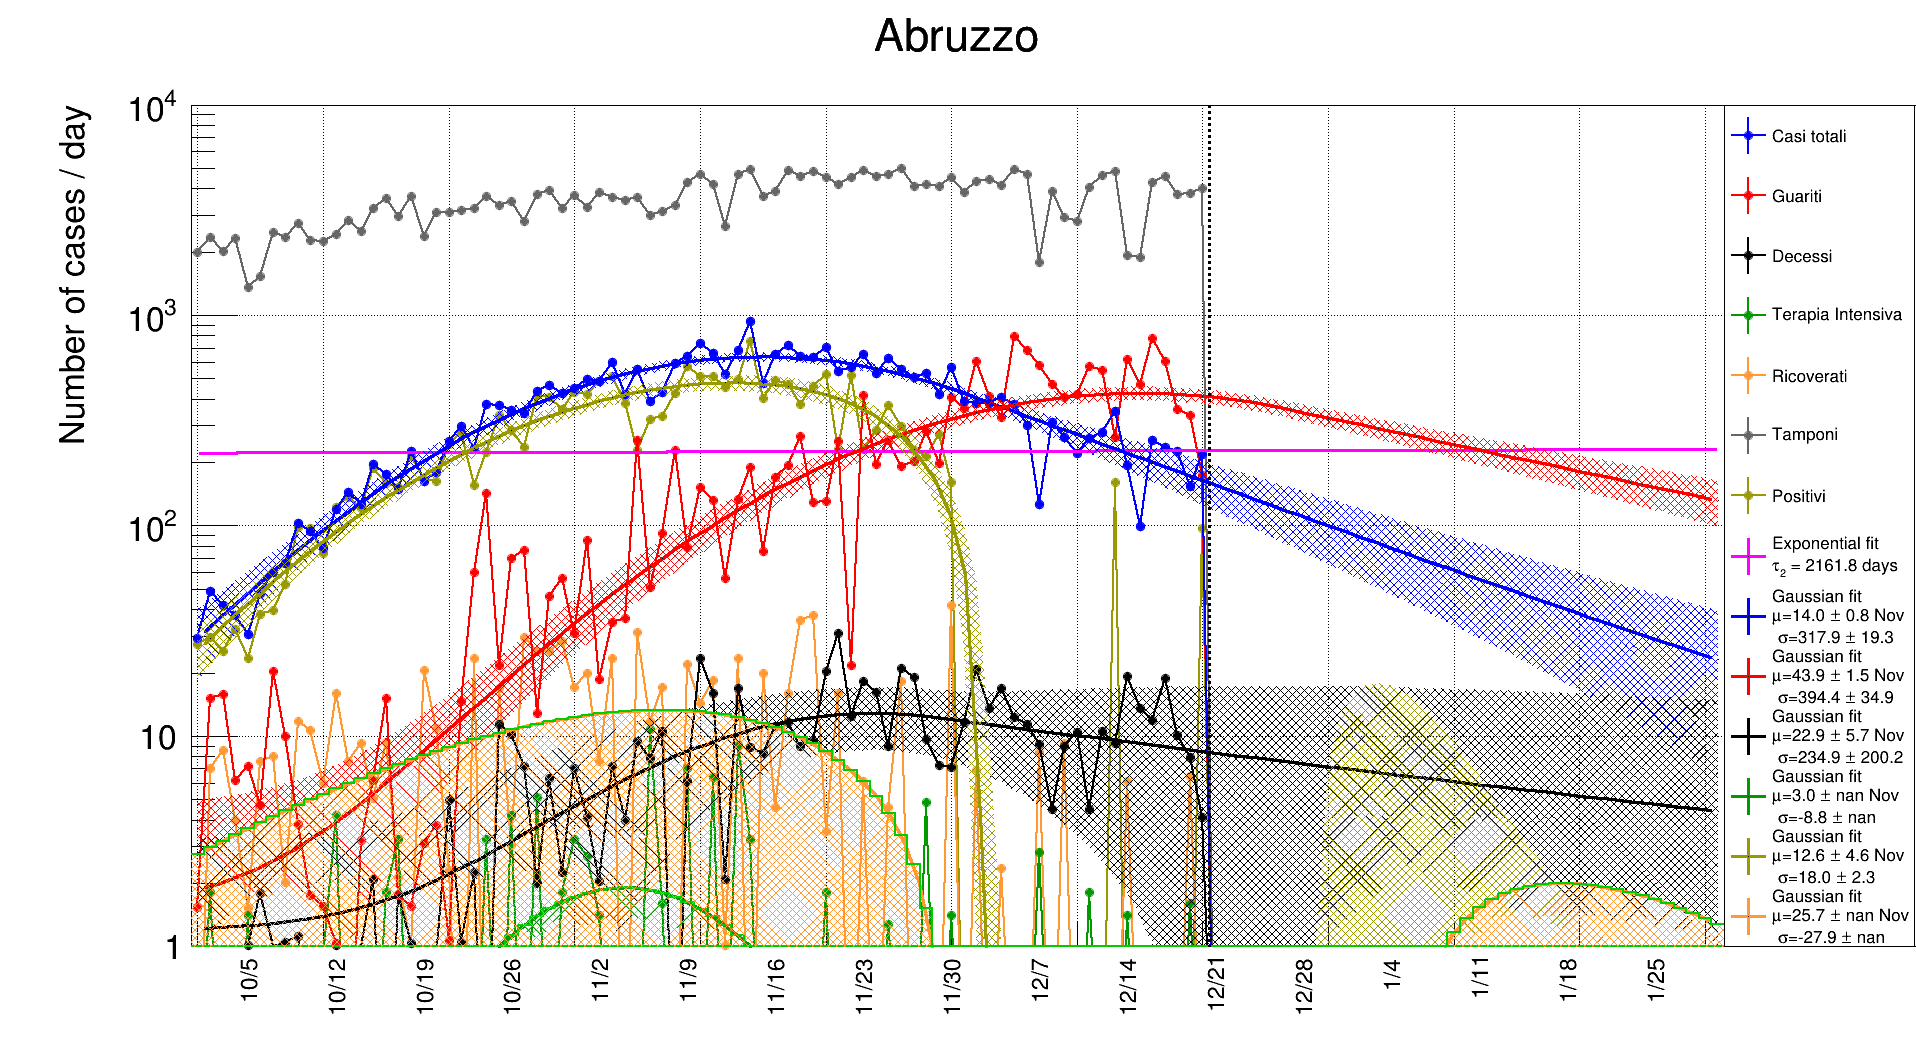 Abruzzo
Number of cases / day
10^4
10^3
10^2
10
1
10/5
10/12
10/19
10/26
11/2
11/9
11/16
11/23
11/30
12/7
12/14
12/21
12/28
1/4
1/11
1/18
1/25
Casi totali
Guariti
Decessi
Terapia Intensiva
Ricoverati
Tamponi
Positivi
Exponential fit
τ₂ = 2161.8 days
Gaussian fit
μ=14.0 ± 0.8 Nov
σ=317.9 ± 19.3
Gaussian fit
μ=43.9 ± 1.5 Nov
σ=394.4 ± 34.9
Gaussian fit
μ=22.9 ± 5.7 Nov
σ=234.9 ± 200.2
Gaussian fit
μ=3.0 ± nan Nov
σ=-8.8 ± nan
Gaussian fit
μ=12.6 ± 4.6 Nov
σ=18.0 ± 2.3
Gaussian fit
μ=25.7 ± nan Nov
σ=-27.9 ± nan